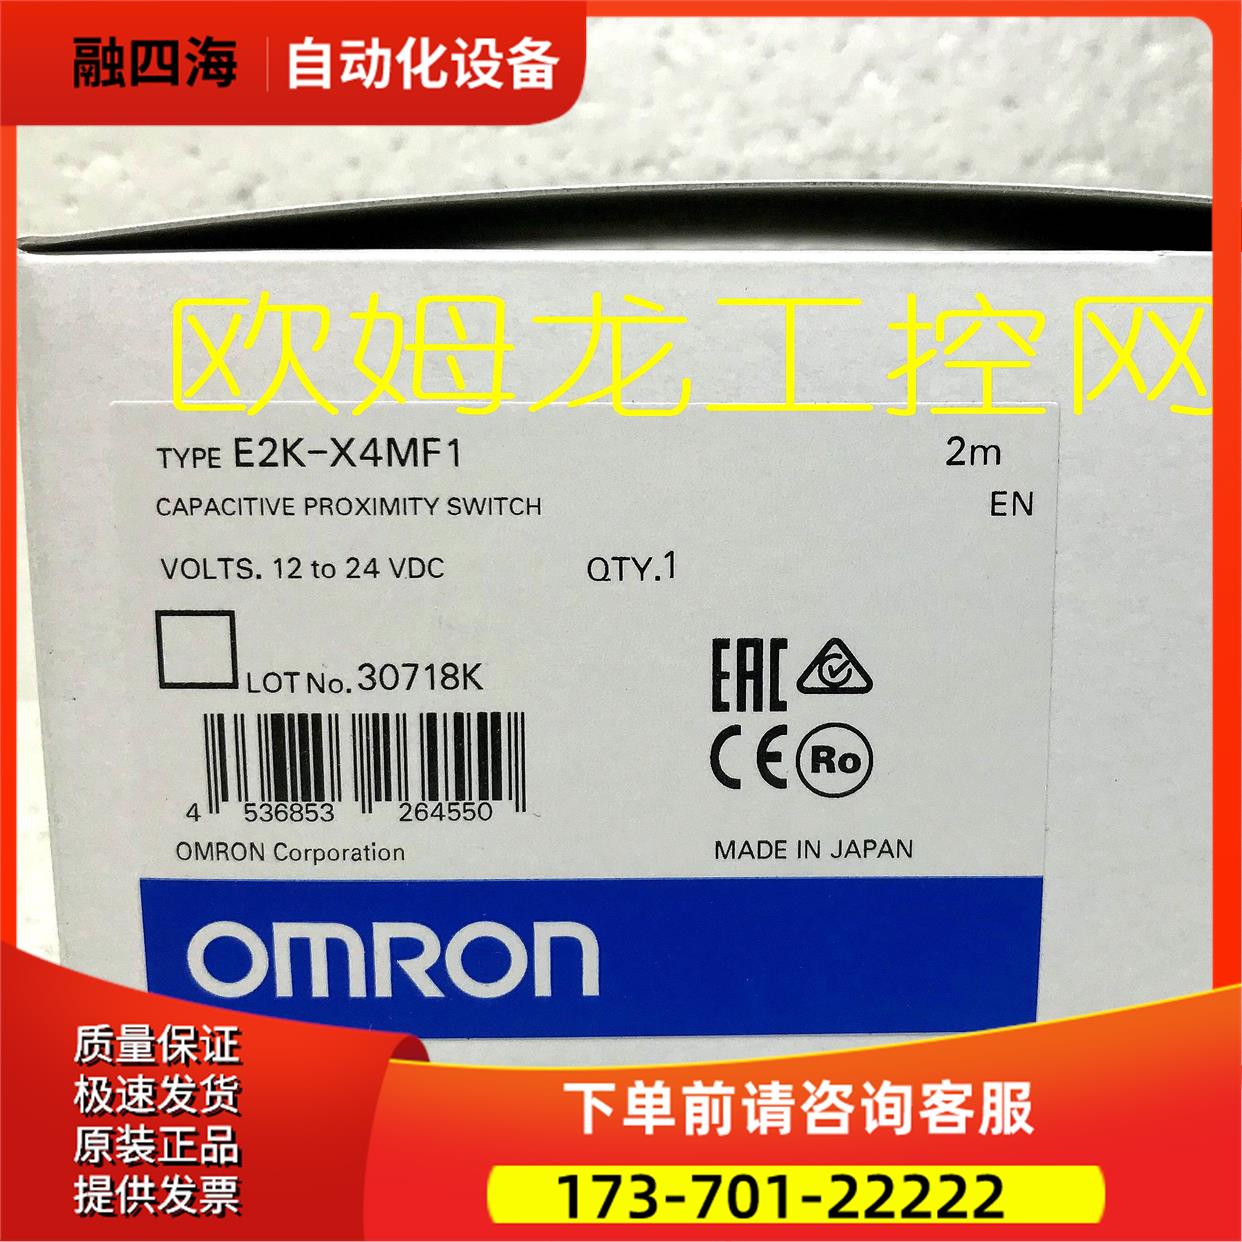 融四海 自动化设备
欧姆龙工控网
TYPE E2K-X4MF1 2m
CAPACITIVE PROXIMITY SWITCH EN
VOLTS. 12 to 24 VDC QTY.1
LOT No. 30718K
EAC
CE Ro
4 536853 264550
OMRON Corporation MADE IN JAPAN
OMRON
质量保证
极速发货
原装正品
提供发票
下单前请咨询客服
173-701-22222